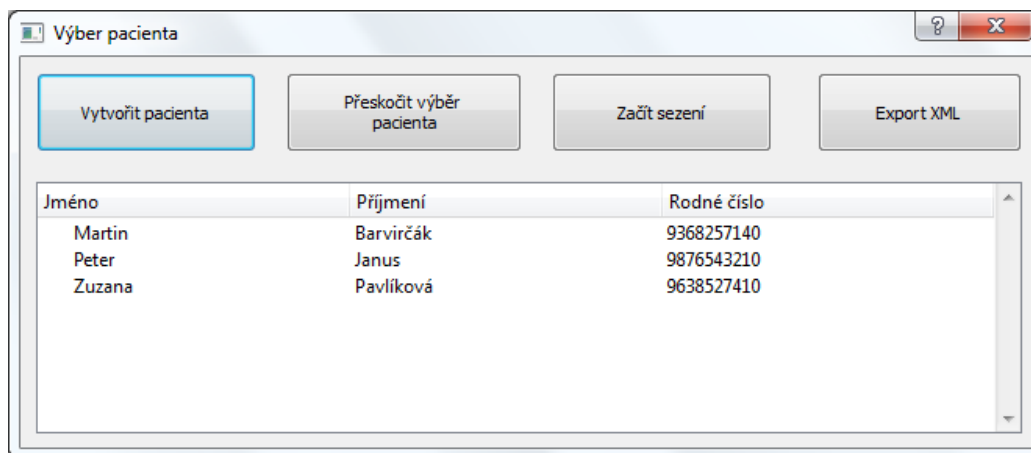 Výber pacienta
Vytvořit pacienta
Přeskočit výběr
pacienta
Začít sezení
Export XML
Jméno Příjmení Rodné číslo
Martin Barvirčák 9368257140
Peter Janus 9876543210
Zuzana Pavlíková 9638527410